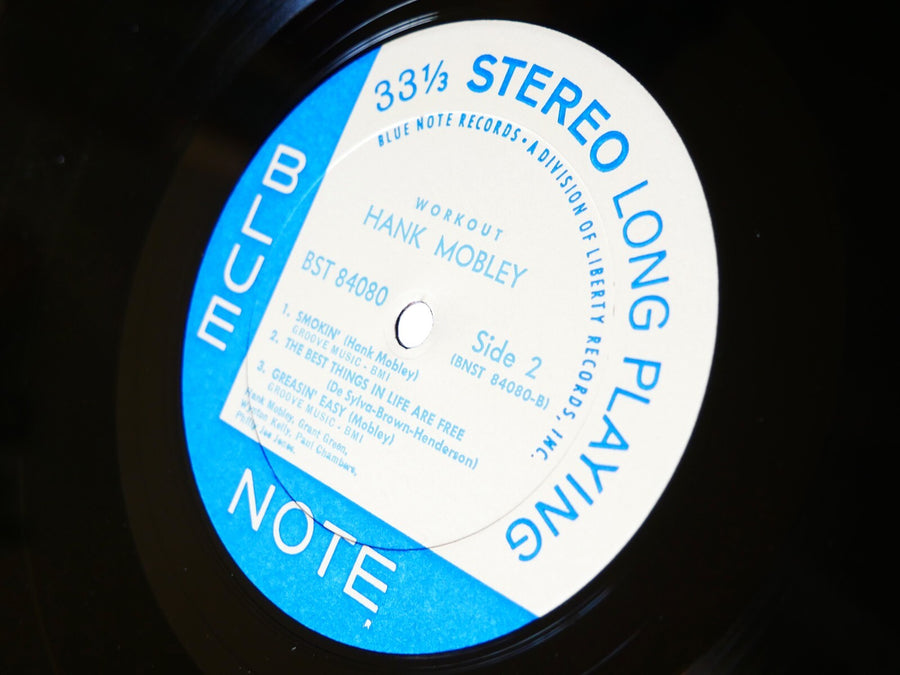 33⅓ STEREO LONG PLAYING
BLUE NOTE RECORDS • A DIVISION OF LIBERTY RECORDS, INC.
BLUE
NOTE
R
WORKOUT
HANK MOBLEY
BST 84080
Side 2
(BNST 84080-B)
1. SMOKIN' (Hank Mobley)
GROOVE MUSIC - BMI
2. THE BEST THINGS IN LIFE ARE FREE
(De Sylva-Brown-Henderson)
3. GREASIN' EASY (Mobley)
GROOVE MUSIC - BMI
Hank Mobley, Grant Green,
Wynton Kelly, Paul Chambers,
Philly Joe Jones.